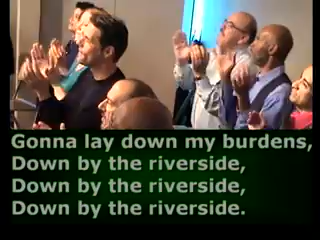 Gonna lay down my burdens,
Down by the riverside,
Down by the riverside,
Down by the riverside.